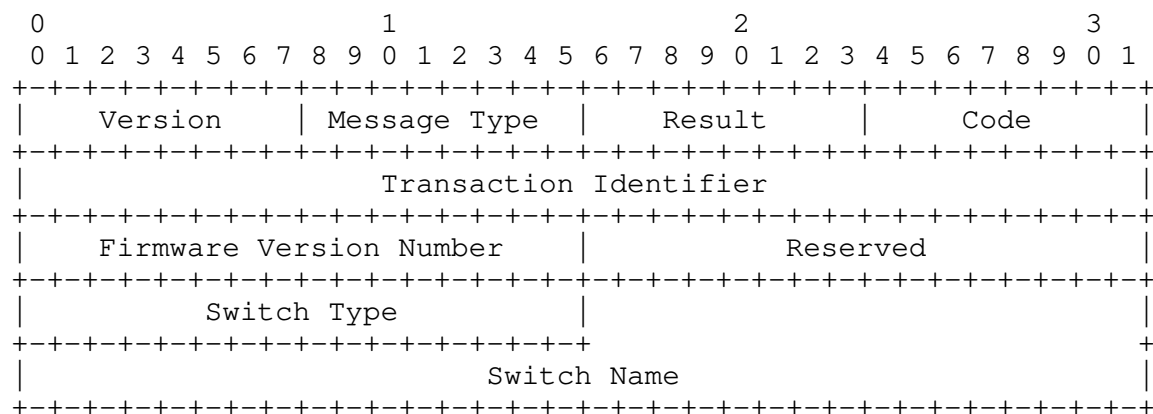 0                   1                   2                   3
 0 1 2 3 4 5 6 7 8 9 0 1 2 3 4 5 6 7 8 9 0 1 2 3 4 5 6 7 8 9 0 1
+-+-+-+-+-+-+-+-+-+-+-+-+-+-+-+-+-+-+-+-+-+-+-+-+-+-+-+-+-+-+-+-+
|    Version    | Message Type  |    Result     |     Code      |
+-+-+-+-+-+-+-+-+-+-+-+-+-+-+-+-+-+-+-+-+-+-+-+-+-+-+-+-+-+-+-+-+
|                    Transaction Identifier                     |
+-+-+-+-+-+-+-+-+-+-+-+-+-+-+-+-+-+-+-+-+-+-+-+-+-+-+-+-+-+-+-+-+
|    Firmware Version Number    |           Reserved            |
+-+-+-+-+-+-+-+-+-+-+-+-+-+-+-+-+-+-+-+-+-+-+-+-+-+-+-+-+-+-+-+-+
|          Switch Type          |                               |
+-+-+-+-+-+-+-+-+-+-+-+-+-+-+-+-+                               +
|                          Switch Name                          |
+-+-+-+-+-+-+-+-+-+-+-+-+-+-+-+-+-+-+-+-+-+-+-+-+-+-+-+-+-+-+-+-+